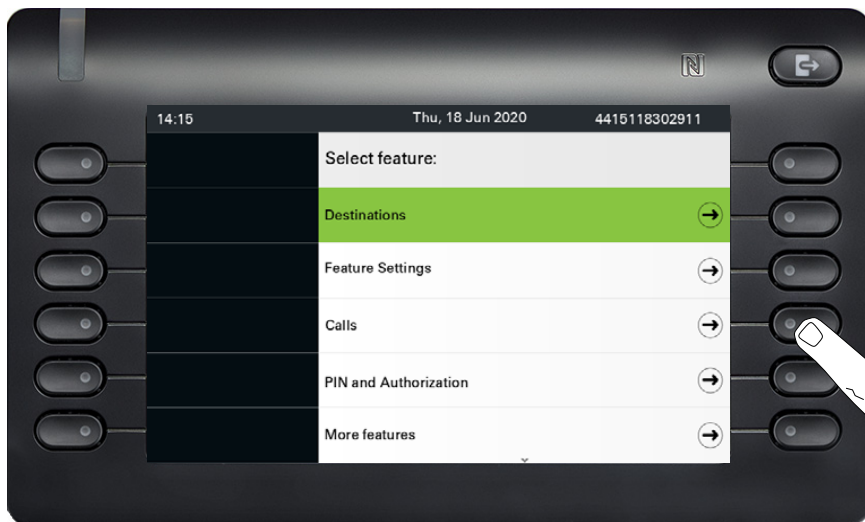 14:15 Thu, 18 Jun 2020 4415118302911
Select feature:
Destinations
Feature Settings
Calls
PIN and Authorization
More features